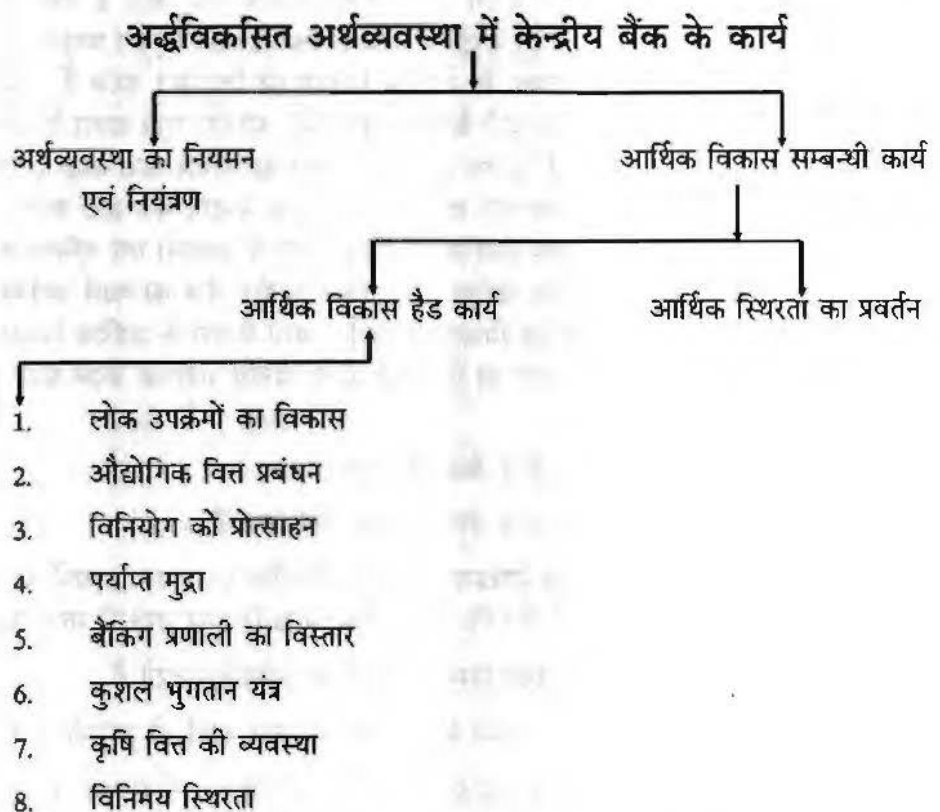 अर्द्धविकसित अर्थव्यवस्था में केन्द्रीय बैंक के कार्य
अर्थव्यवस्था का नियमन
एवं नियंत्रण
आर्थिक विकास सम्बन्धी कार्य
आर्थिक विकास हैड कार्य
आर्थिक स्थिरता का प्रवर्तन
1. लोक उपक्रमों का विकास
2. औद्योगिक वित्त प्रबंधन
3. विनियोग को प्रोत्साहन
4. पर्याप्त मुद्रा
5. बैंकिंग प्रणाली का विस्तार
6. कुशल भुगतान यंत्र
7. कृषि वित्त की व्यवस्था
8. विनिमय स्थिरता